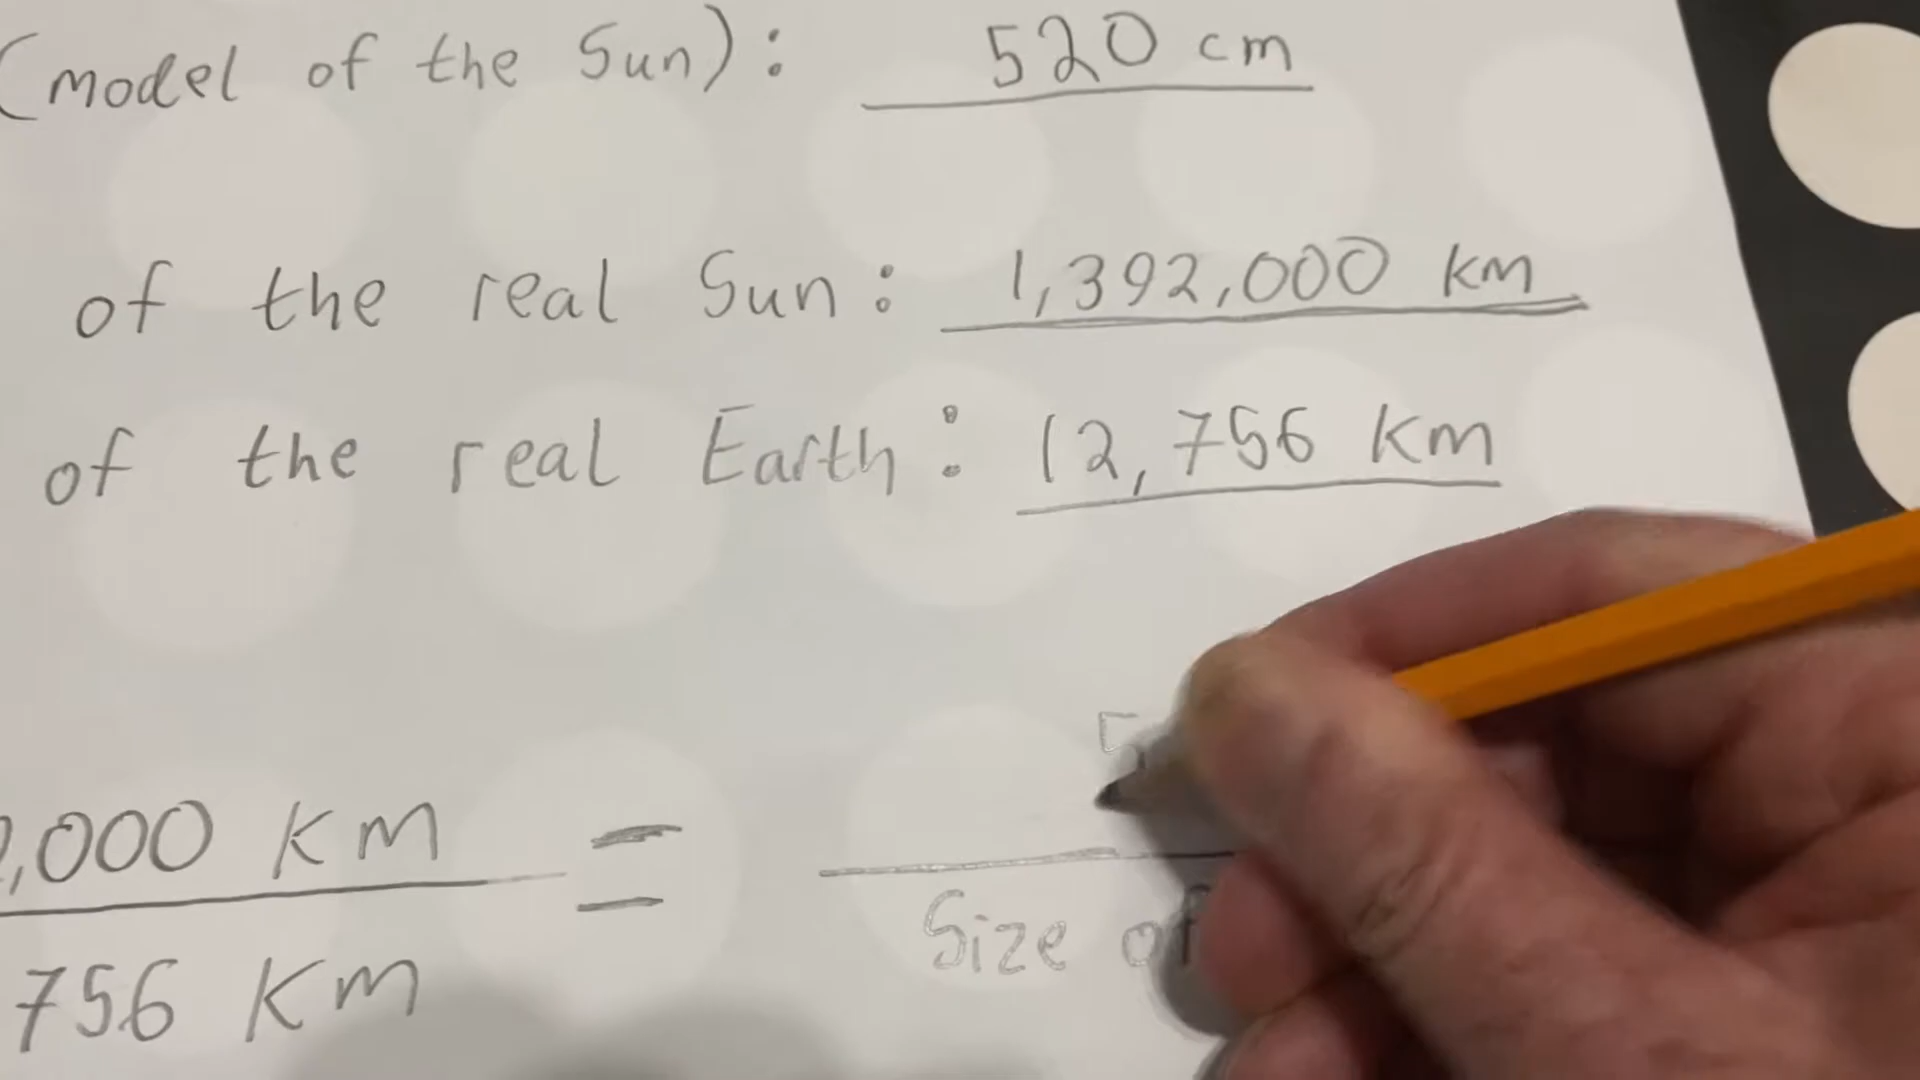 (model of the Sun): 520 cm
of the real Sun: 1,392,000 km
of the real Earth: 12,756 km
5
,000 km =
Size of
756 km